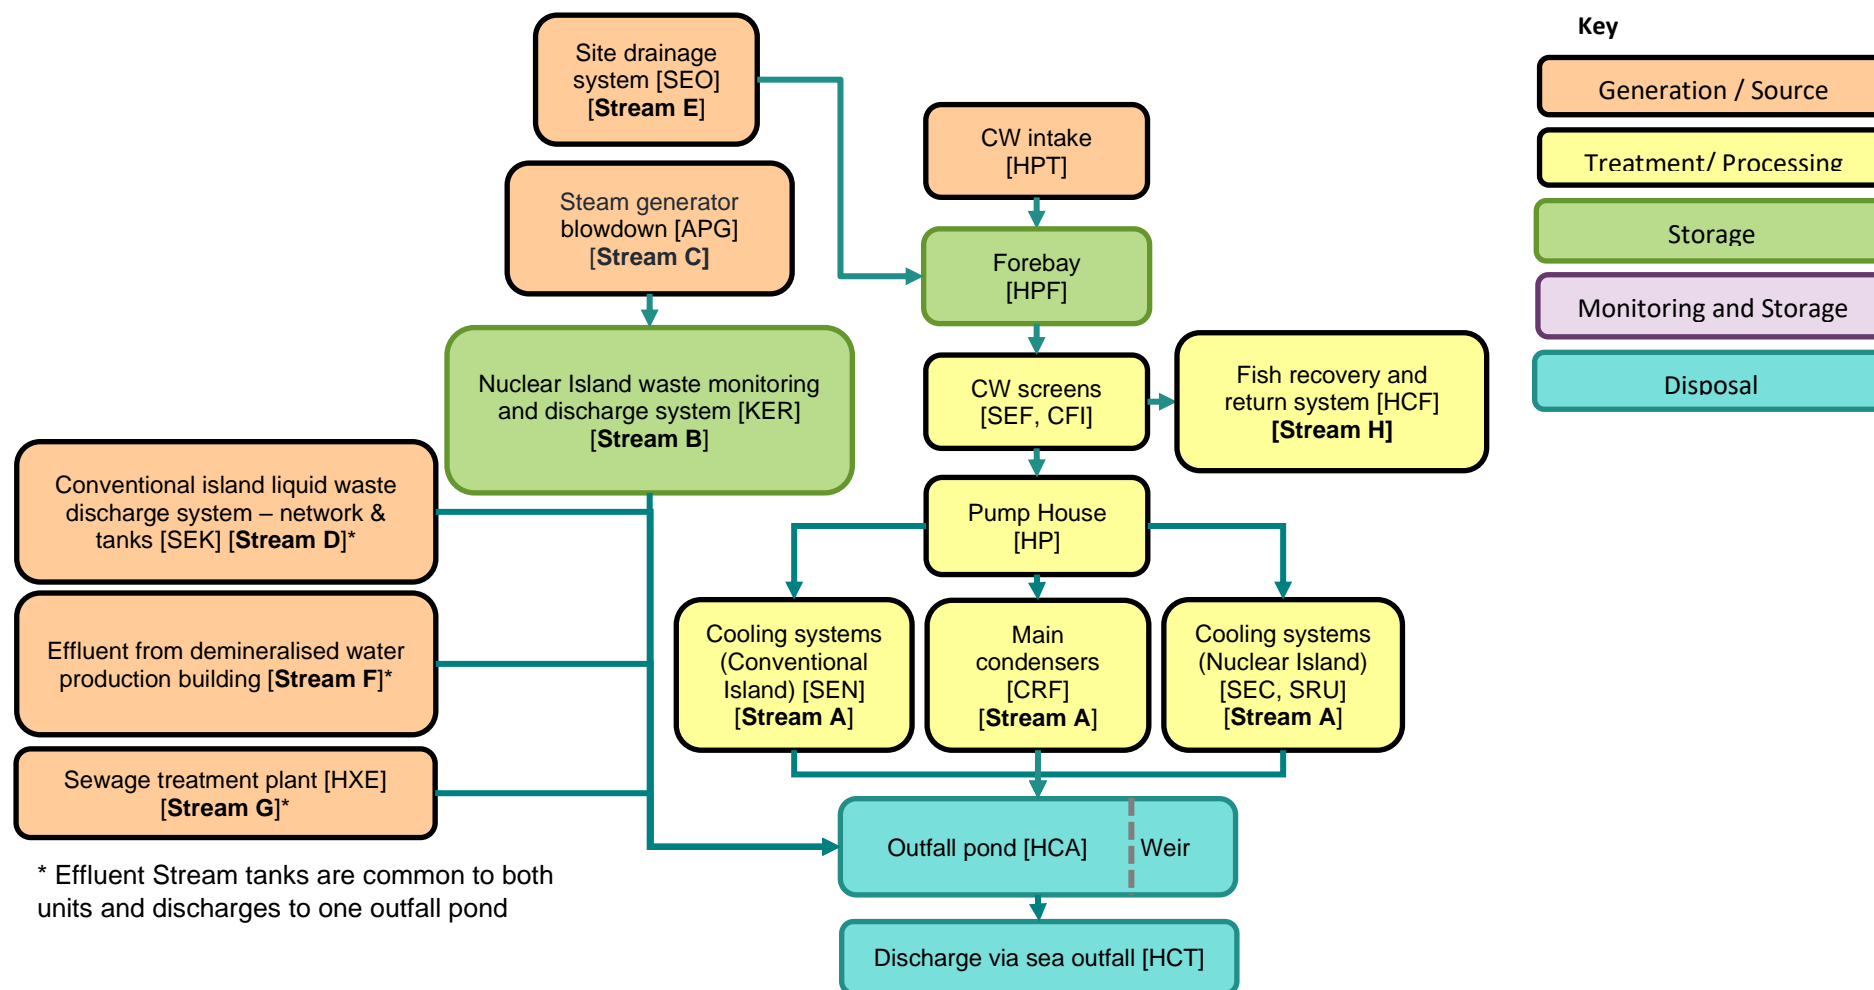 Key
Generation / Source
Treatment/ Processing
Storage
Monitoring and Storage
Disposal
Site drainage
system [SEO]
[Stream E]
Steam generator
blowdown [APG]
[Stream C]
Nuclear Island waste monitoring
and discharge system [KER]
[Stream B]
Conventional island liquid waste
discharge system – network &
tanks [SEK] [Stream D]*
Effluent from demineralised water
production building [Stream F]*
Sewage treatment plant [HXE]
[Stream G]*
* Effluent Stream tanks are common to both
units and discharges to one outfall pond
CW intake
[HPT]
Forebay
[HPF]
CW screens
[SEF, CFI]
Fish recovery and
return system [HCF]
[Stream H]
Pump House
[HP]
Cooling systems
(Conventional
Island) [SEN]
[Stream A]
Main
condensers
[CRF]
[Stream A]
Cooling systems
(Nuclear Island)
[SEC, SRU]
[Stream A]
Outfall pond [HCA]
Weir
Discharge via sea outfall [HCT]